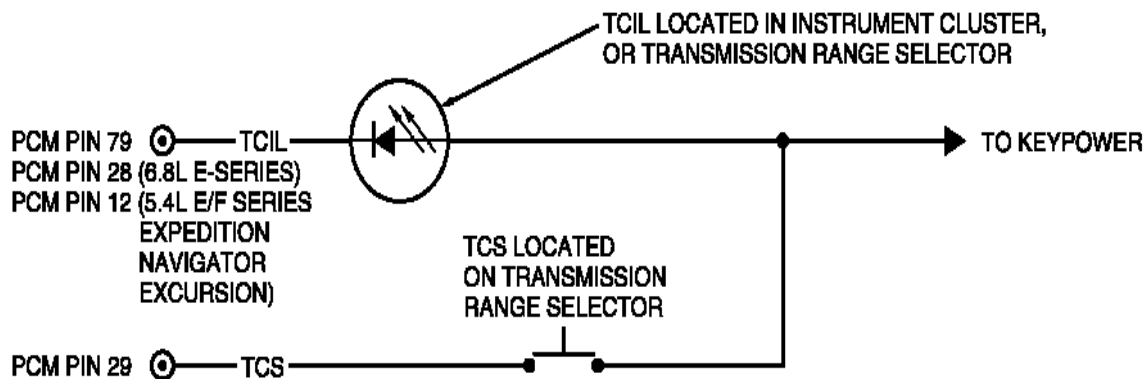 TCIL LOCATED IN INSTRUMENT CLUSTER,
OR TRANSMISSION RANGE SELECTOR
PCM PIN 79
TCIL
TO KEYPOWER
PCM PIN 28 (6.8L E-SERIES)
PCM PIN 12 (5.4L E/F SERIES
EXPEDITION
NAVIGATOR
EXCURSION)
TCS LOCATED
ON TRANSMISSION
RANGE SELECTOR
PCM PIN 29
TCS